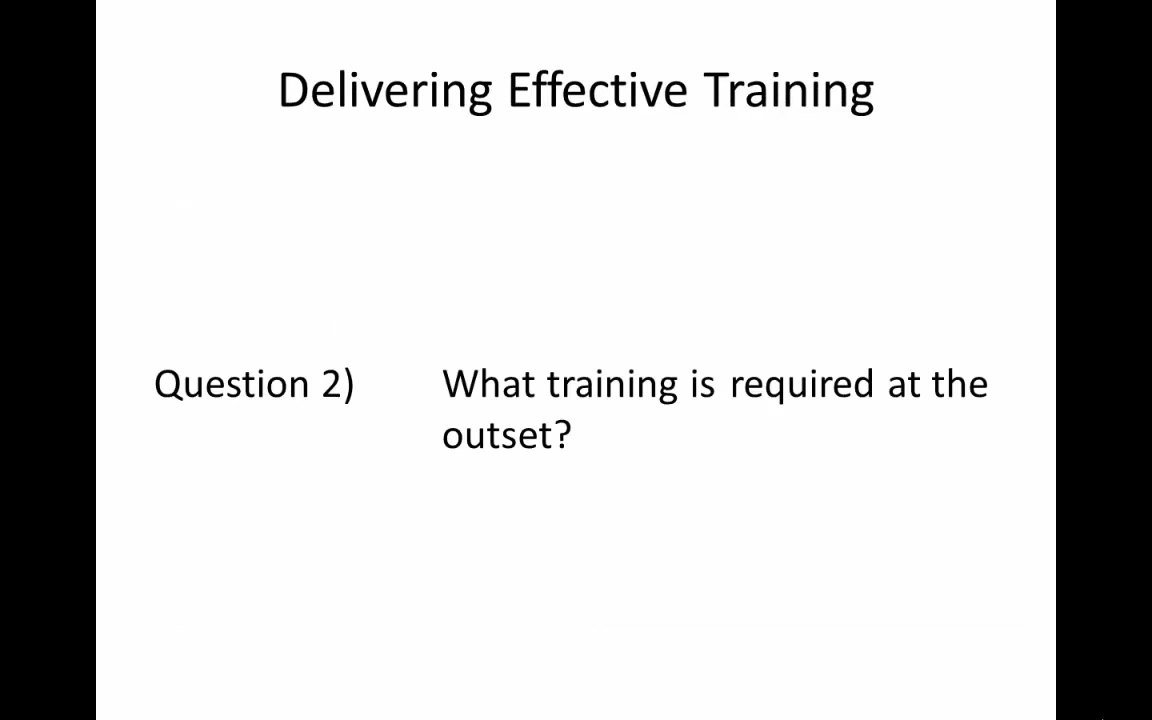 Delivering Effective Training
Question 2) What training is required at the
outset?